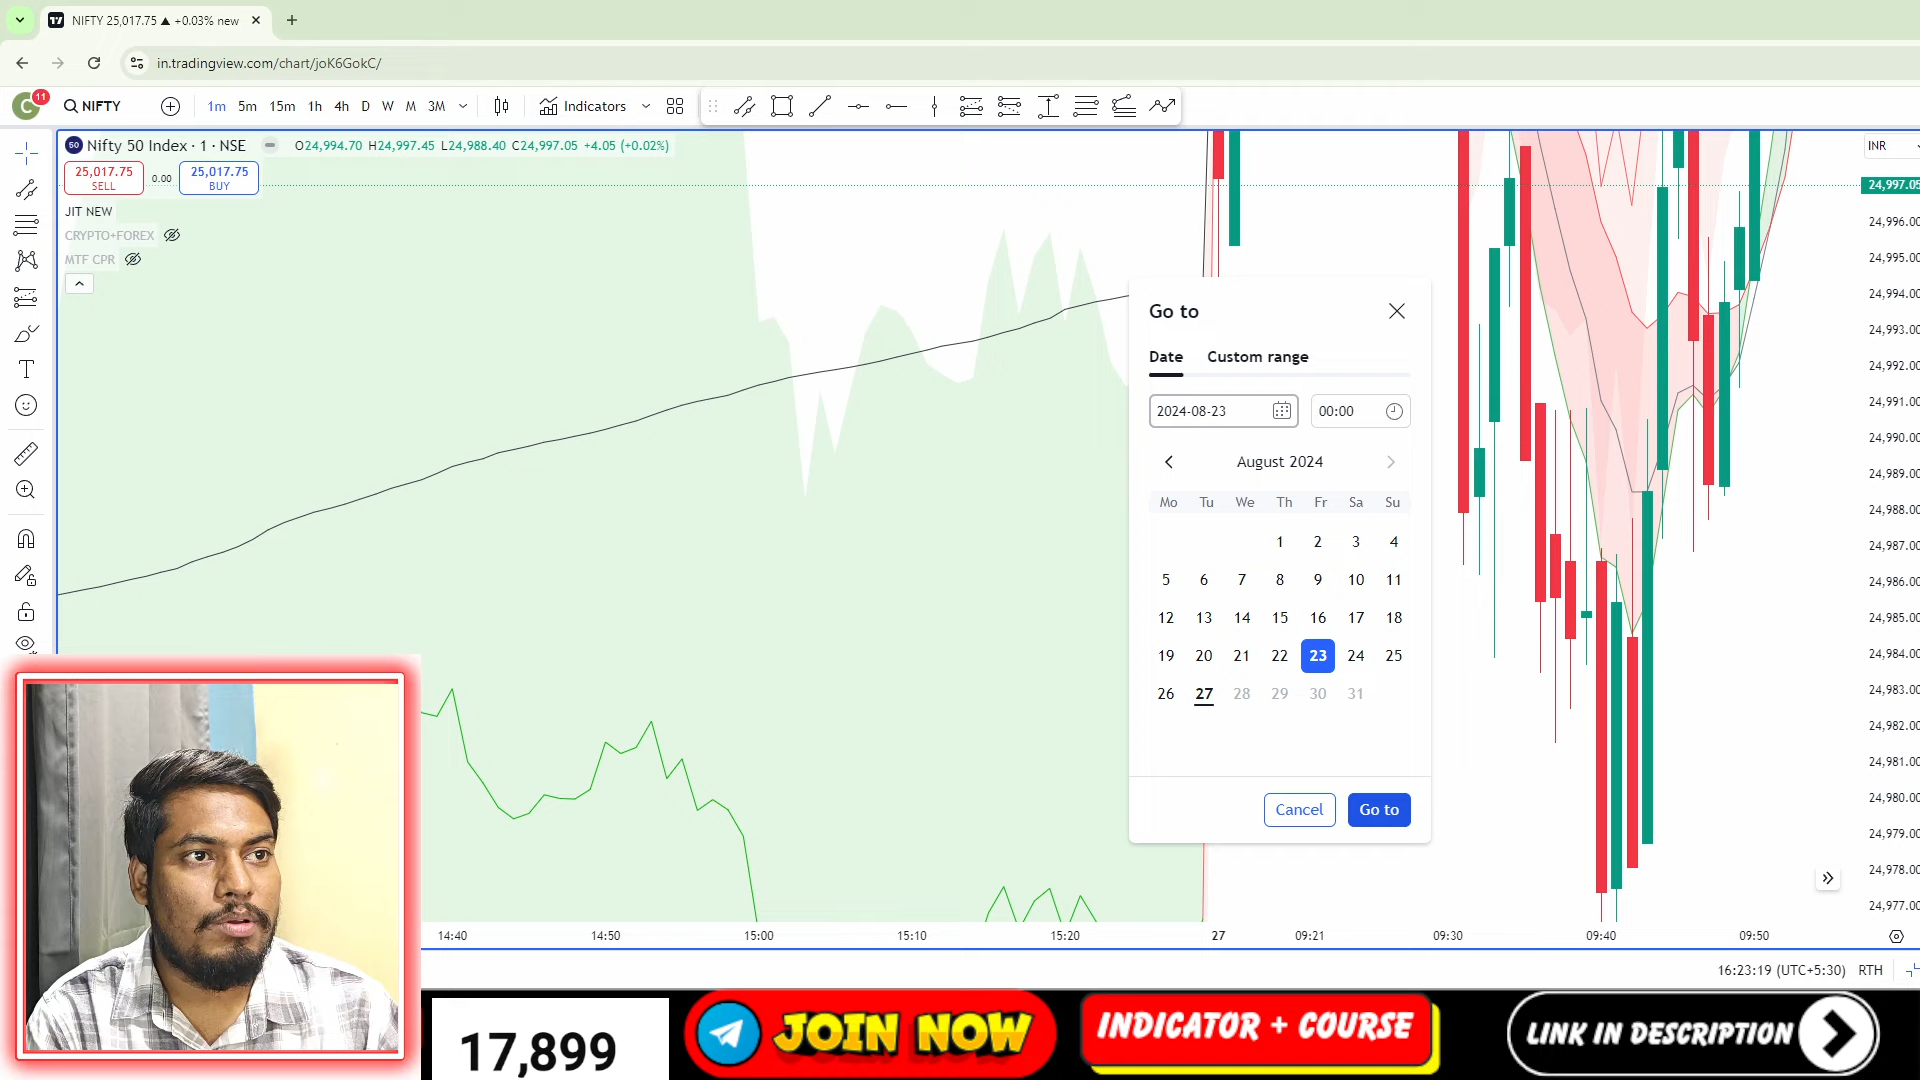 NIFTY 25,017.75 ▲ +0.03% new
in.tradingview.com/chart/joK6GokC/
C 11 NIFTY 1m 5m 15m 1h 4h D W M 3M Indicators
50 Nifty 50 Index · 1 · NSE O24,994.70 H24,997.45 L24,988.40 C24,997.05 +4.05 (+0.02%) INR
25,017.75 0.00 25,017.75
SELL BUY
JIT NEW
CRYPTO+FOREX
MTF CPR
24,997.05
24,996.00
24,995.00
24,994.00
24,993.00
24,992.00
24,991.00
24,990.00
24,989.00
24,988.00
24,987.00
24,986.00
24,985.00
24,984.00
24,983.00
24,982.00
24,981.00
24,980.00
24,979.00
24,978.00
24,977.00
Go to
Date Custom range
2024-08-23 00:00
August 2024
Mo Tu We Th Fr Sa Su
1 2 3 4
5 6 7 8 9 10 11
12 13 14 15 16 17 18
19 20 21 22 23 24 25
26 27 28 29 30 31
Cancel Go to
14:40 14:50 15:00 15:10 15:20 27 09:21 09:30 09:40 09:50
16:23:19 (UTC+5:30) RTH
17,899
JOIN NOW
INDICATOR + COURSE
LINK IN DESCRIPTION